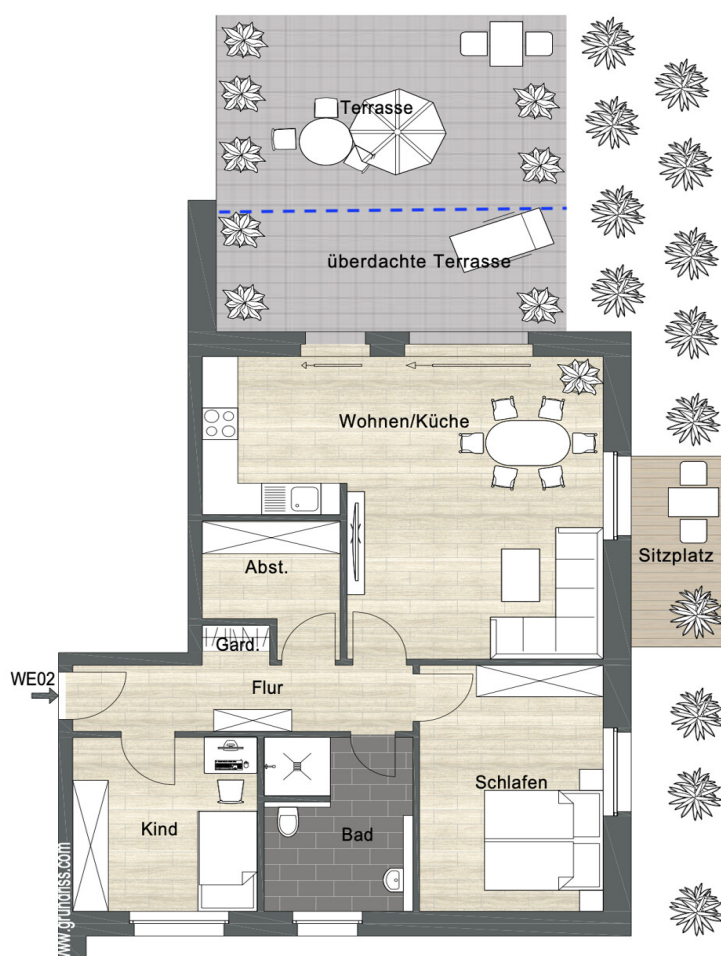 Terrasse
überdachte Terrasse
Wohnen/Küche
Sitzplatz
Abst.
Gard.
WE02
Flur
Schlafen
Kind
Bad
www.grundriss.com